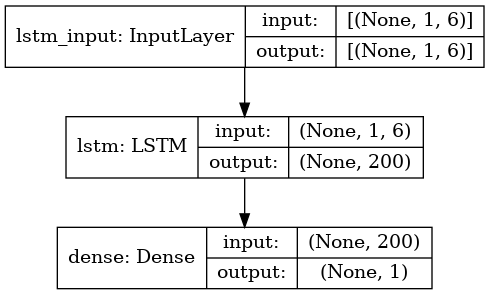 lstm_input: InputLayer
input:
[(None, 1, 6)]
output:
[(None, 1, 6)]
lstm: LSTM
input:
(None, 1, 6)
output:
(None, 200)
dense: Dense
input:
(None, 200)
output:
(None, 1)